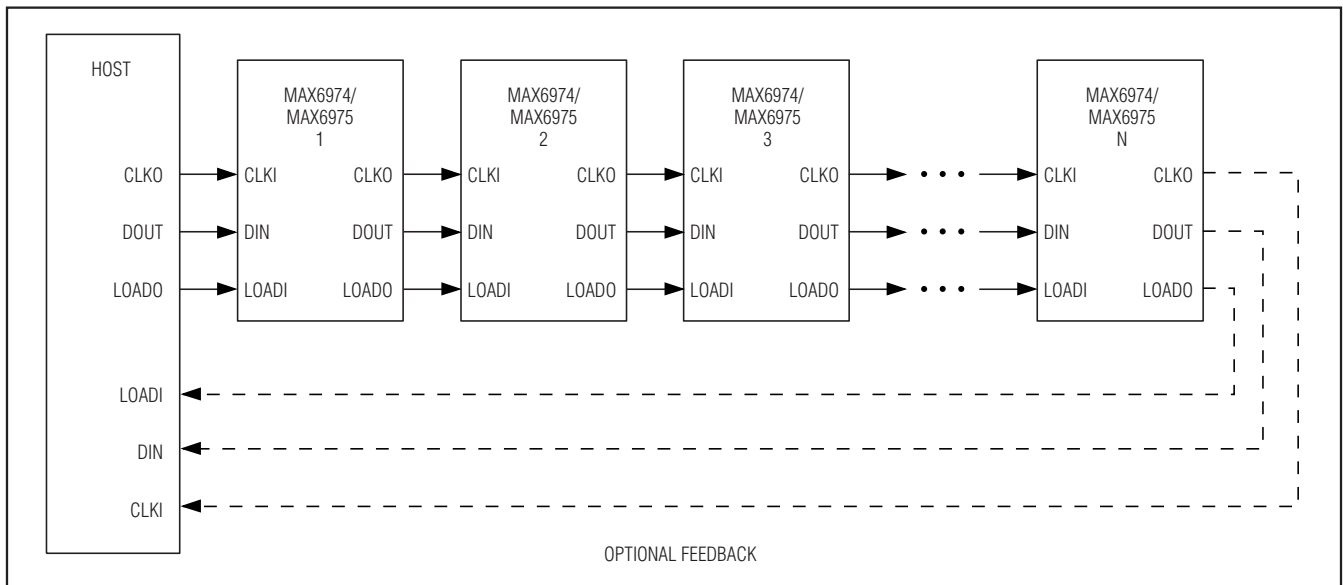 HOST
CLKO
DOUT
LOADO
LOADI
DIN
CLKI
MAX6974/
MAX6975
1
CLKI CLKO
DIN DOUT
LOADI LOADO
MAX6974/
MAX6975
2
CLKI CLKO
DIN DOUT
LOADI LOADO
MAX6974/
MAX6975
3
CLKI CLKO
DIN DOUT
LOADI LOADO
MAX6974/
MAX6975
N
CLKI CLKO
DIN DOUT
LOADI LOADO
OPTIONAL FEEDBACK